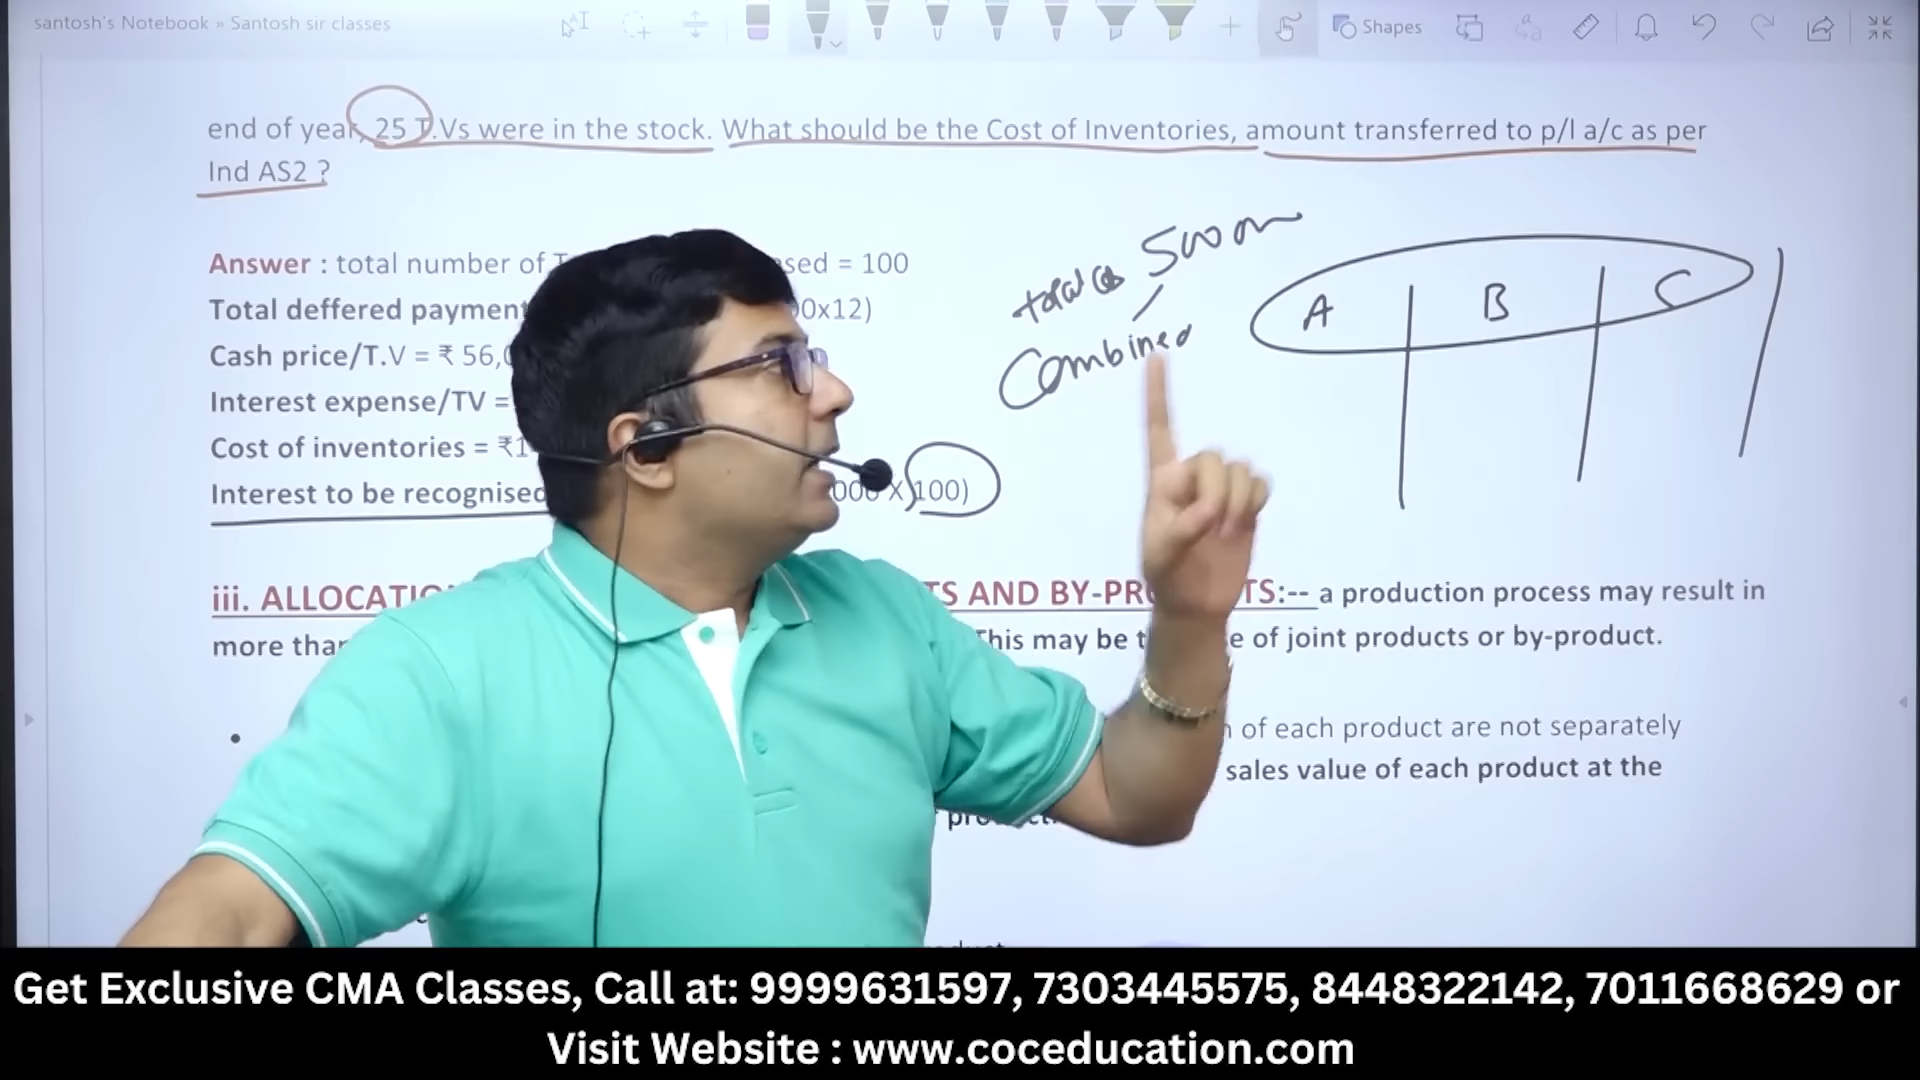 santosh's Notebook » Santosh sir classes
Shapes
end of year, 25 T.Vs were in the stock. What should be the Cost of Inventories, amount transferred to p/l a/c as per
Ind AS2 ?
Answer : total number of sed = 100
Total deffered payment 0x12)
Cash price/T.V = ₹ 56,
Interest expense/TV =
Cost of inventories = ₹1
Interest to be recognised 000 X 100)
Combined
A B C
iii. ALLOCATIO TS AND BY-PR TS:-- a production process may result in
more than This may be t e of joint products or by-product.
of each product are not separately
sales value of each product at the
Get Exclusive CMA Classes, Call at: 9999631597, 7303445575, 8448322142, 7011668629 or
Visit Website : www.coceducation.com